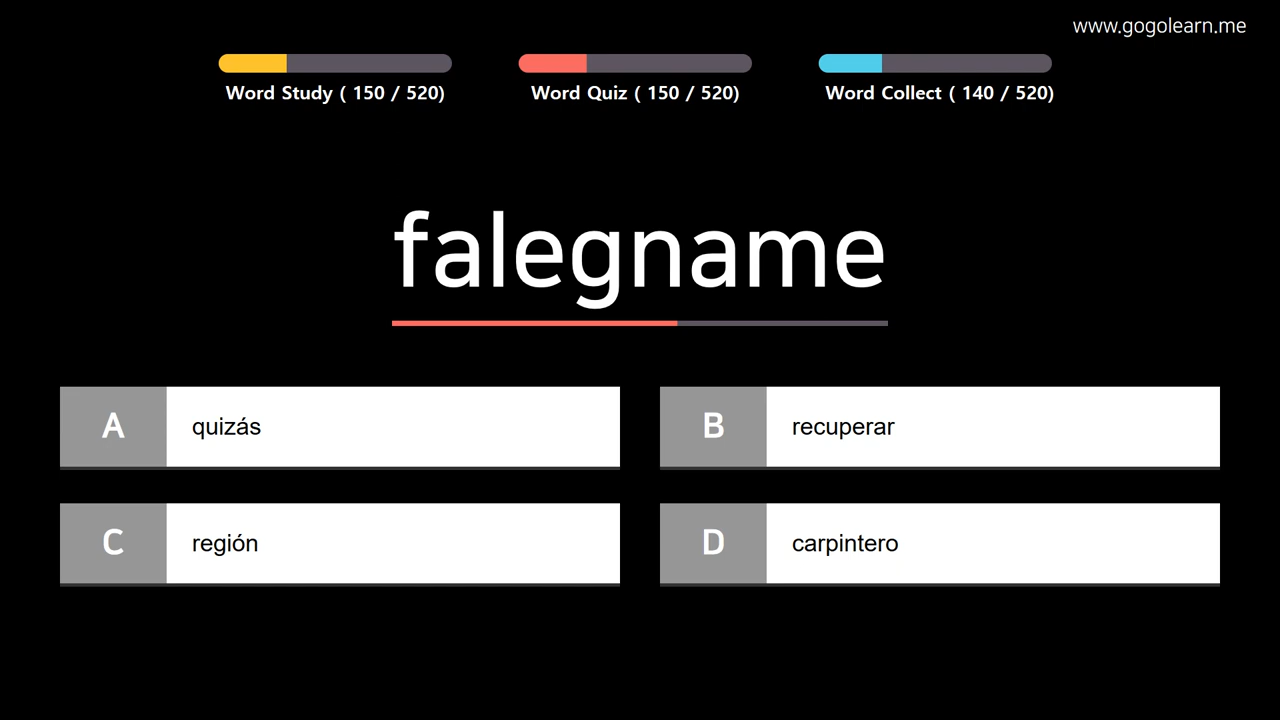 www.gogolearn.me
Word Study ( 150 / 520)
Word Quiz ( 150 / 520)
Word Collect ( 140 / 520)
falegname
A quizás
B recuperar
C región
D carpintero